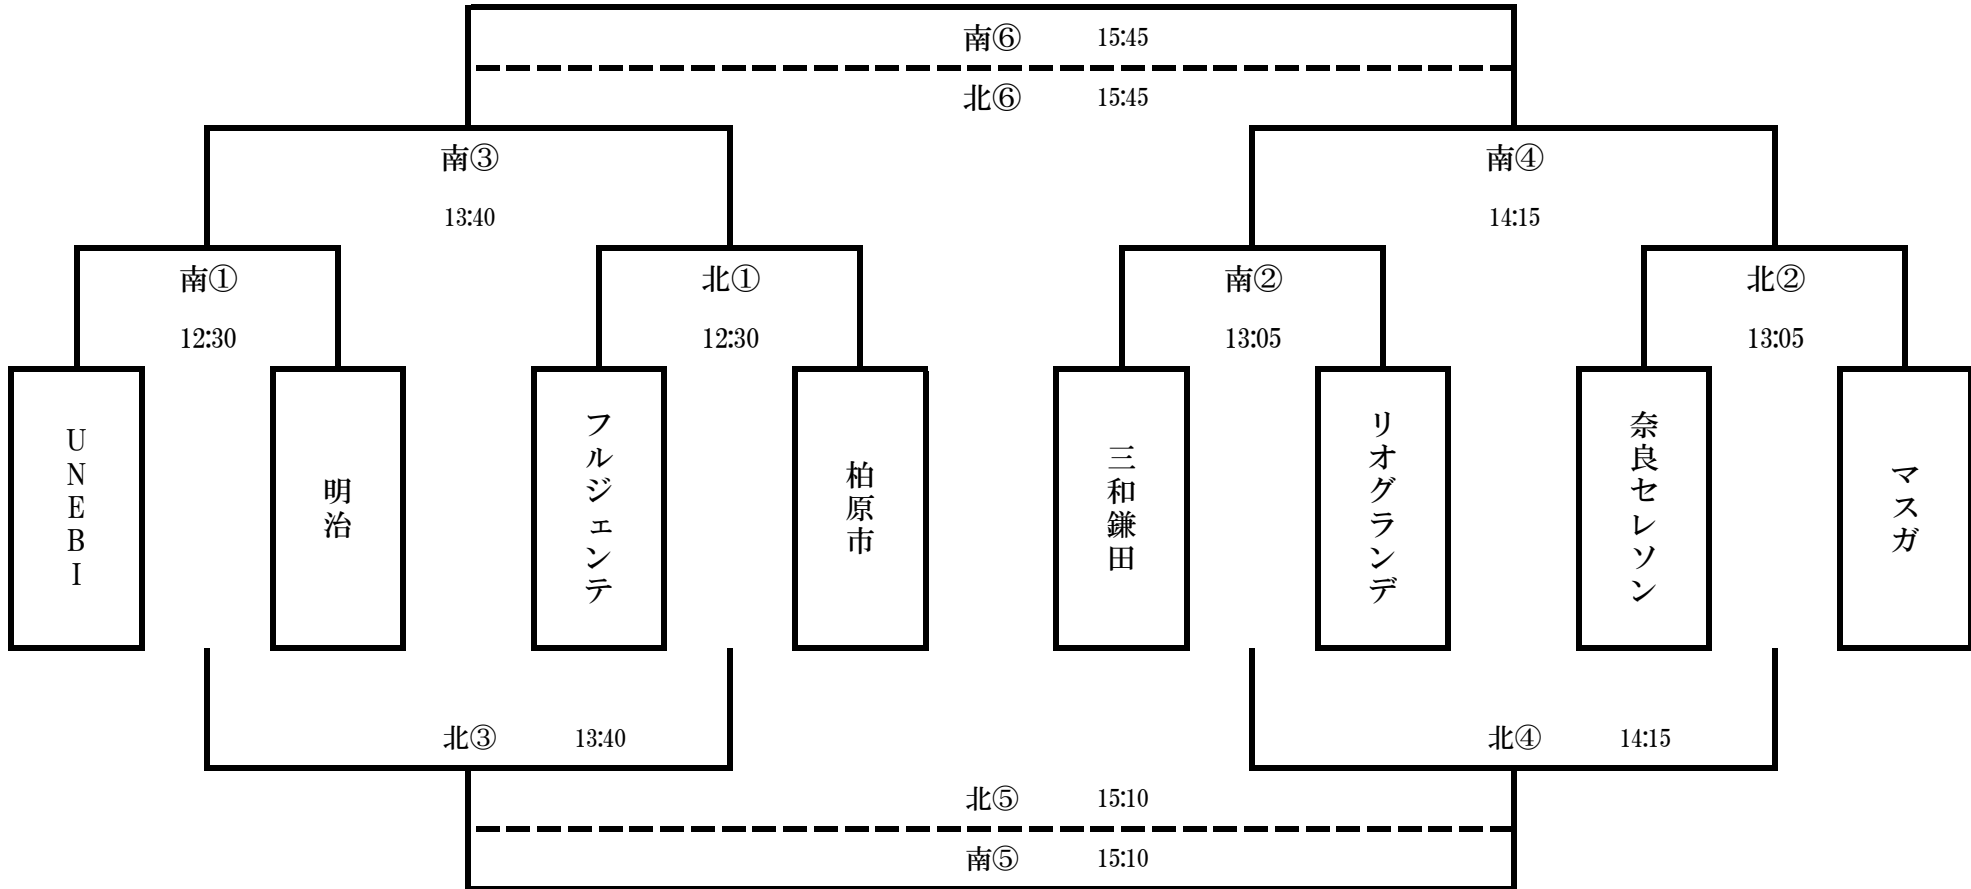 南⑥ 15:45
北⑥ 15:45
南③ 南④
13:40 14:15
南① 北① 南② 北②
12:30 12:30 13:05 13:05
UNEBI
明治
フルジェンテ
柏原市
三和鎌田
リオグランデ
奈良セレソン
マスガ
北③ 13:40 北④ 14:15
北⑤ 15:10
南⑤ 15:10